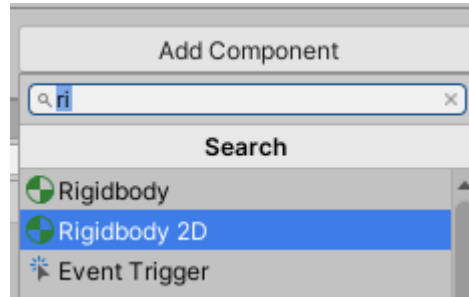 Add Component
ri
Search
Rigidbody
Rigidbody 2D
Event Trigger